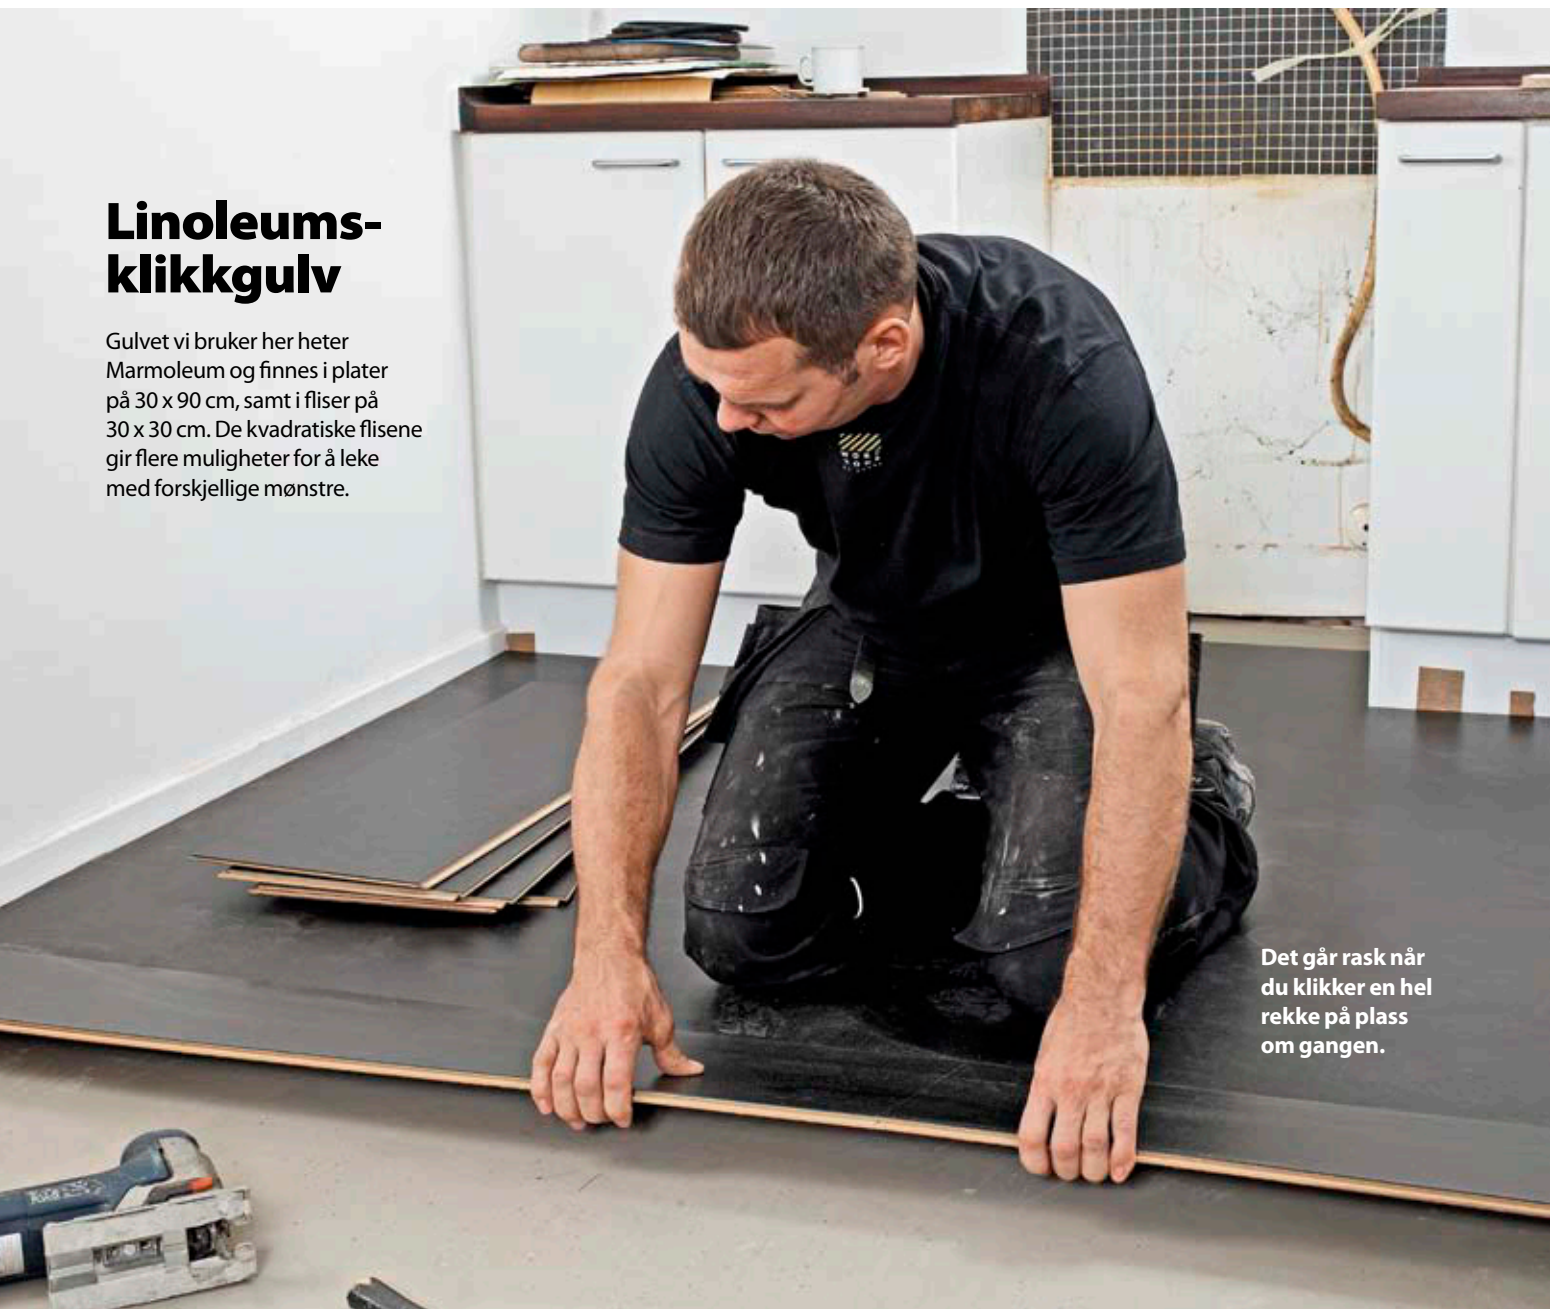 Linoleums-
klikkgulv
Gulvet vi bruker her heter
Marmoleum og finnes i plater
på 30 x 90 cm, samt i fliser på
30 x 30 cm. De kvadratiske flisene
gir flere muligheter for å leke
med forskjellige mønstre.
Det går rask når
du klikker en hel
rekke på plass
om gangen.